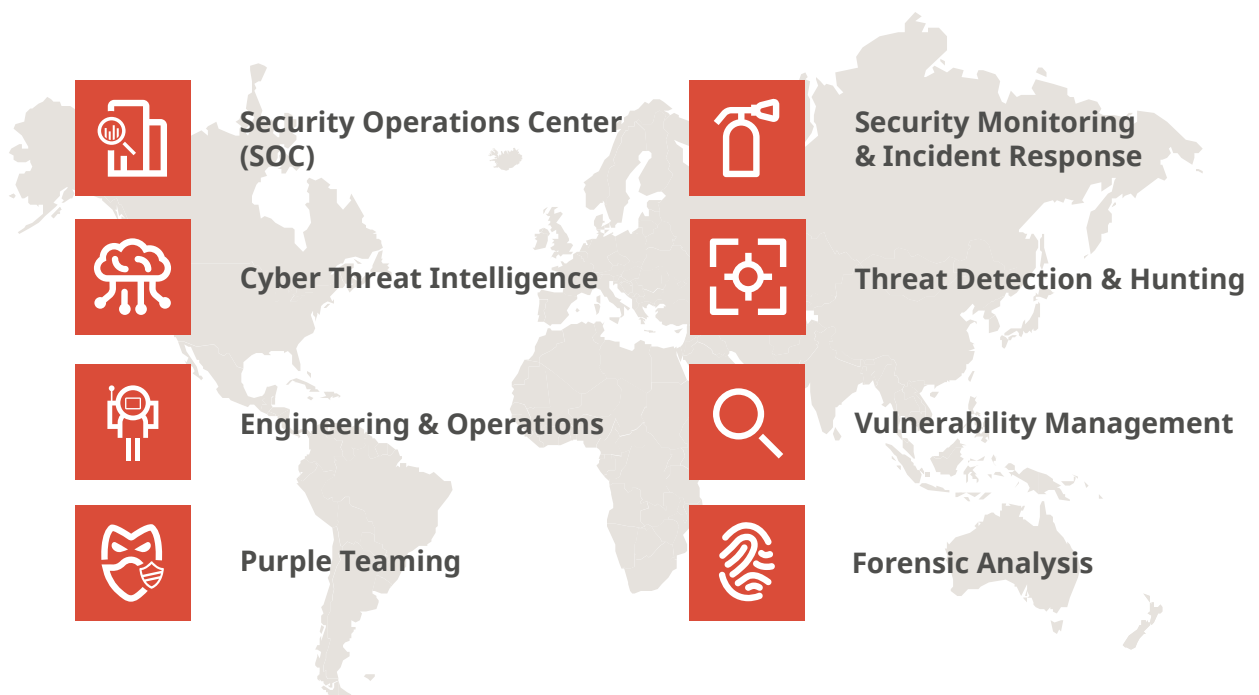 Security Operations Center
(SOC)
Security Monitoring
& Incident Response
Cyber Threat Intelligence
Threat Detection & Hunting
Engineering & Operations
Vulnerability Management
Purple Teaming
Forensic Analysis